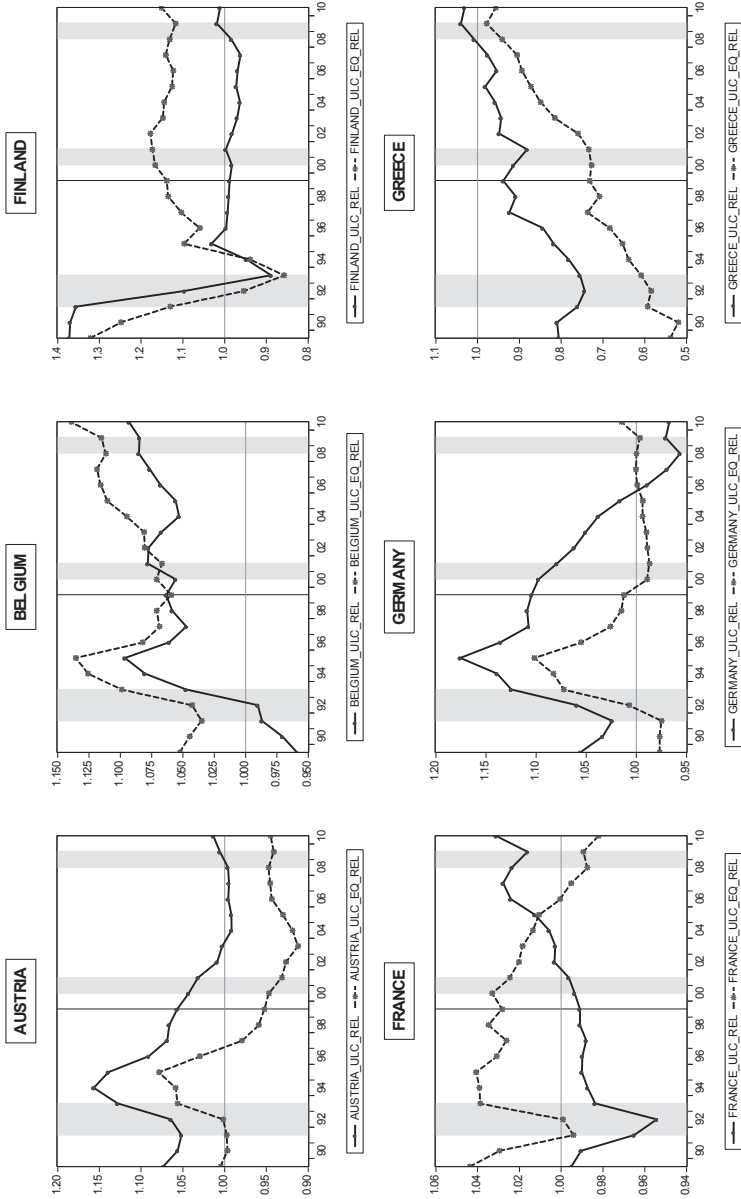 AUSTRIA
1.20
1.15
1.10
1.05
1.00
0.95
0.90
90 92 94 96 98 00 02 04 06 08 10
AUSTRIA_ULC_REL AUSTRIA_ULC_EQ_REL
BELGIUM
1.150
1.125
1.100
1.075
1.050
1.025
1.000
0.975
0.950
90 92 94 96 98 00 02 04 06 08 10
BELGIUM_ULC_REL BELGIUM_ULC_EQ_REL
FINLAND
1.4
1.3
1.2
1.1
1.0
0.9
0.8
90 92 94 96 98 00 02 04 06 08 10
FINLAND_ULC_REL FINLAND_ULC_EQ_REL
FRANCE
1.06
1.04
1.02
1.00
0.98
0.96
0.94
90 92 94 96 98 00 02 04 06 08 10
FRANCE_ULC_REL FRANCE_ULC_EQ_REL
GERMANY
1.20
1.15
1.10
1.05
1.00
0.95
90 92 94 96 98 00 02 04 06 08 10
GERMANY_ULC_REL GERMANY_ULC_EQ_REL
GREECE
1.1
1.0
0.9
0.8
0.7
0.6
0.5
90 92 94 96 98 00 02 04 06 08 10
GREECE_ULC_REL GREECE_ULC_EQ_REL